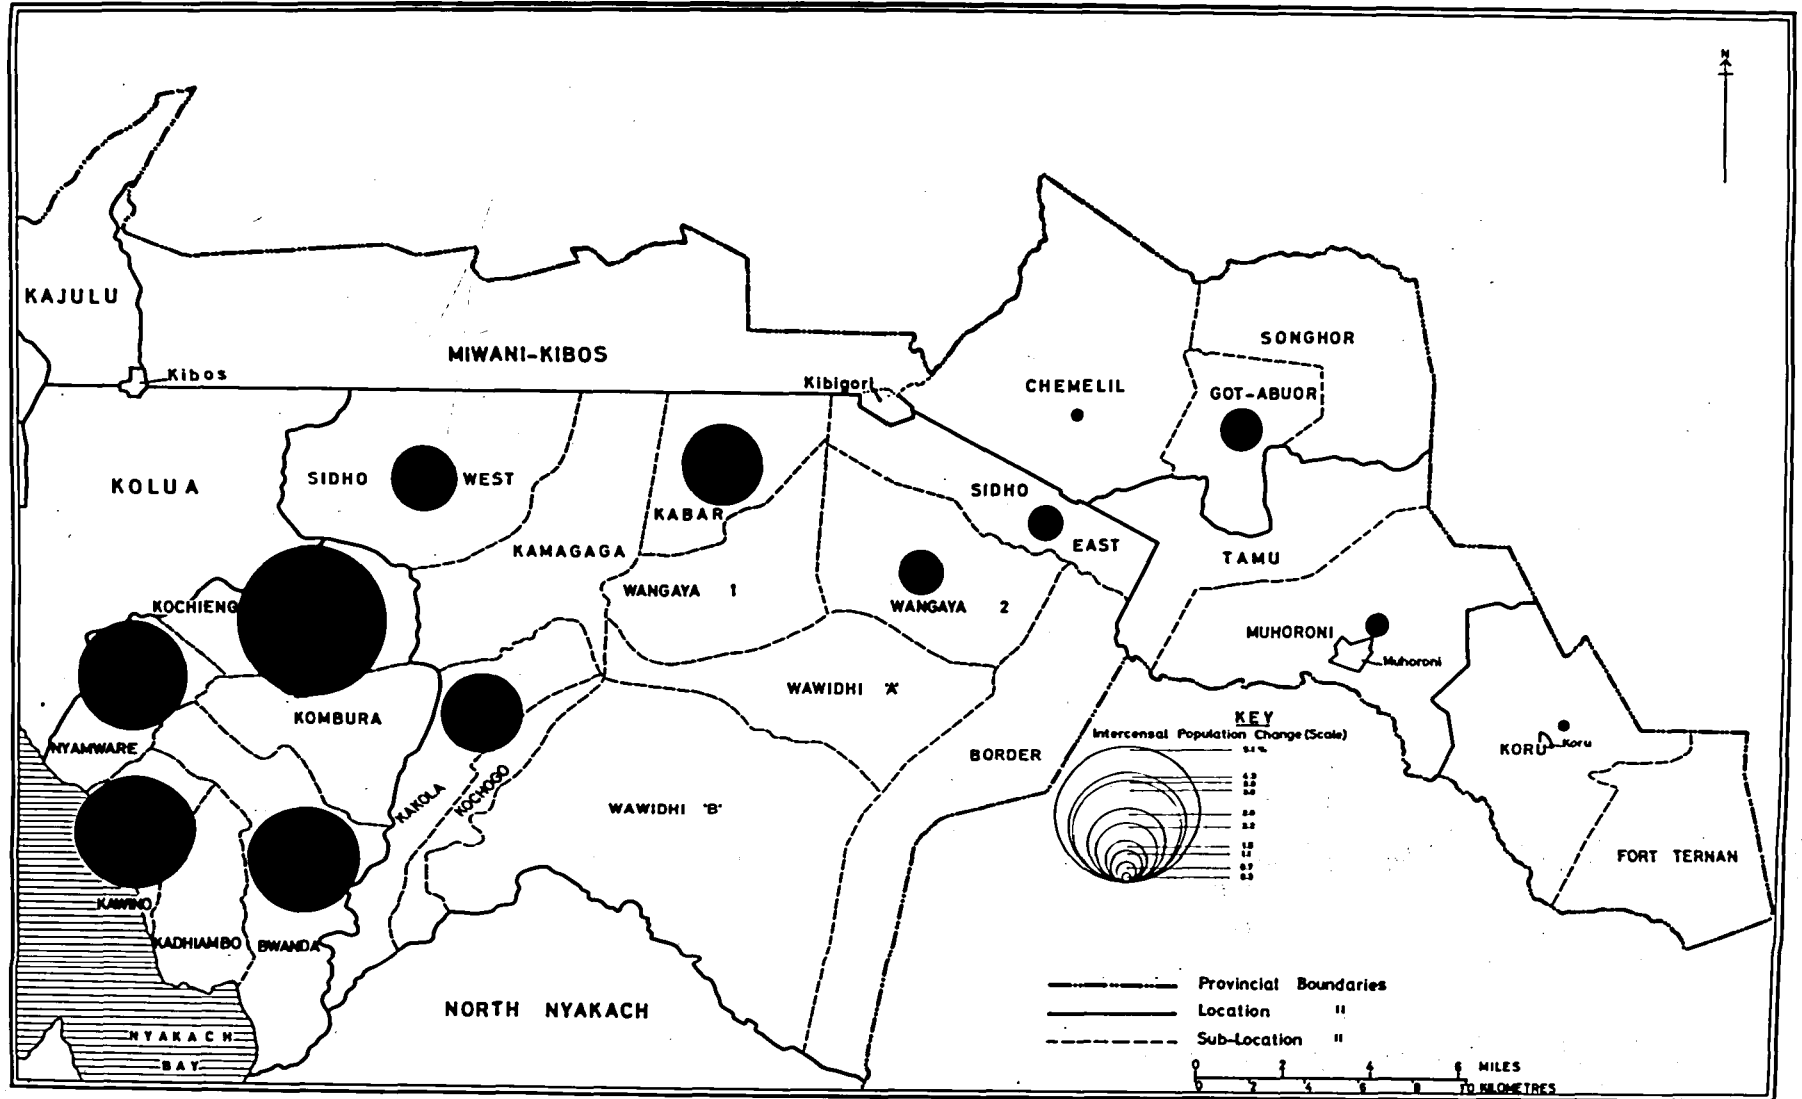 N
KAJULU
MIWANI-KIBOS
Kibos
Kibigori
SONGHOR
CHEMELIL
GOT-ABUOR
KOLUA
SIDHO WEST
KABAR
SIDHO
EAST
KAMAGAGA
TAMU
WANGAYA 1
WANGAYA 2
KOCHIENG
MUHORONI
Muhoroni
WAWIDHI "A"
KOMBURA
NYAMWARE
BORDER
KORU
Koru
KAKOLA
KOCHOGO
WAWIDHI "B"
FORT TERNAN
KAWINO
KADHIAMBO
BWANDA
NORTH NYAKACH
NYAKACH
BAY
KEY
Intercensal Population Change (Scale)
Provincial Boundaries
Location "
Sub-Location "
0 2 4 6 MILES
0 2 4 6 8 10 KILOMETRES